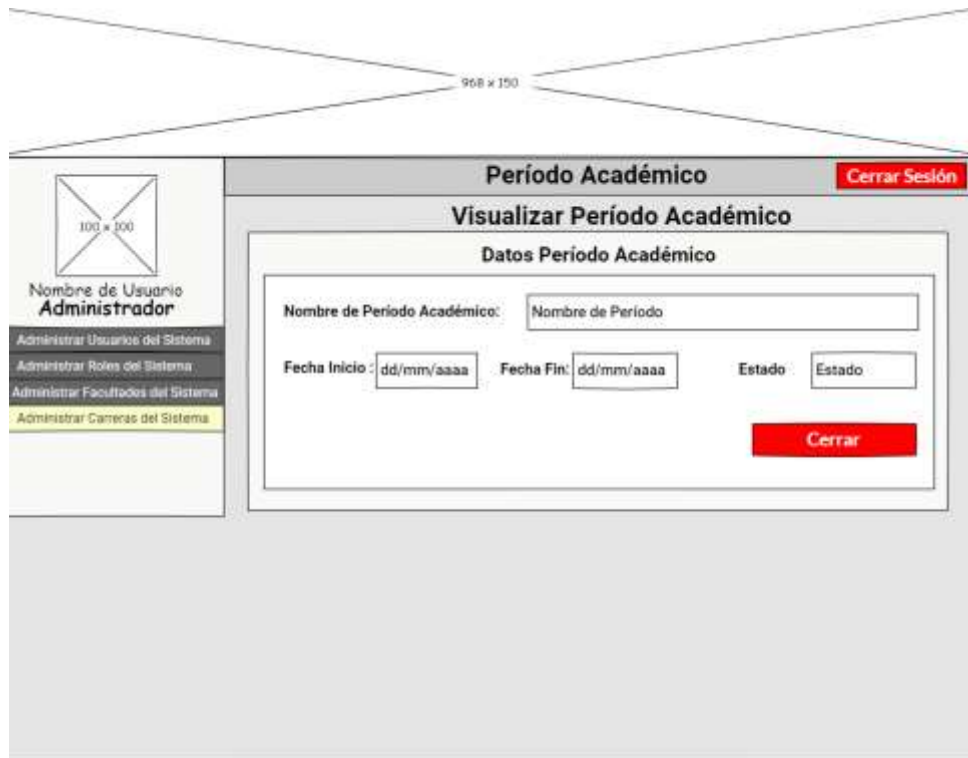 968 x 150
Período Académico
Cerrar Sesión
100 x 100
Nombre de Usuario
Administrador
Administrar Usuarios del Sistema
Administrar Roles del Sistema
Administrar Facultades del Sistema
Administrar Carreras del Sistema
Visualizar Período Académico
Datos Período Académico
Nombre de Período Académico: Nombre de Período
Fecha Inicio : dd/mm/aaaa Fecha Fin: dd/mm/aaaa Estado Estado
Cerrar